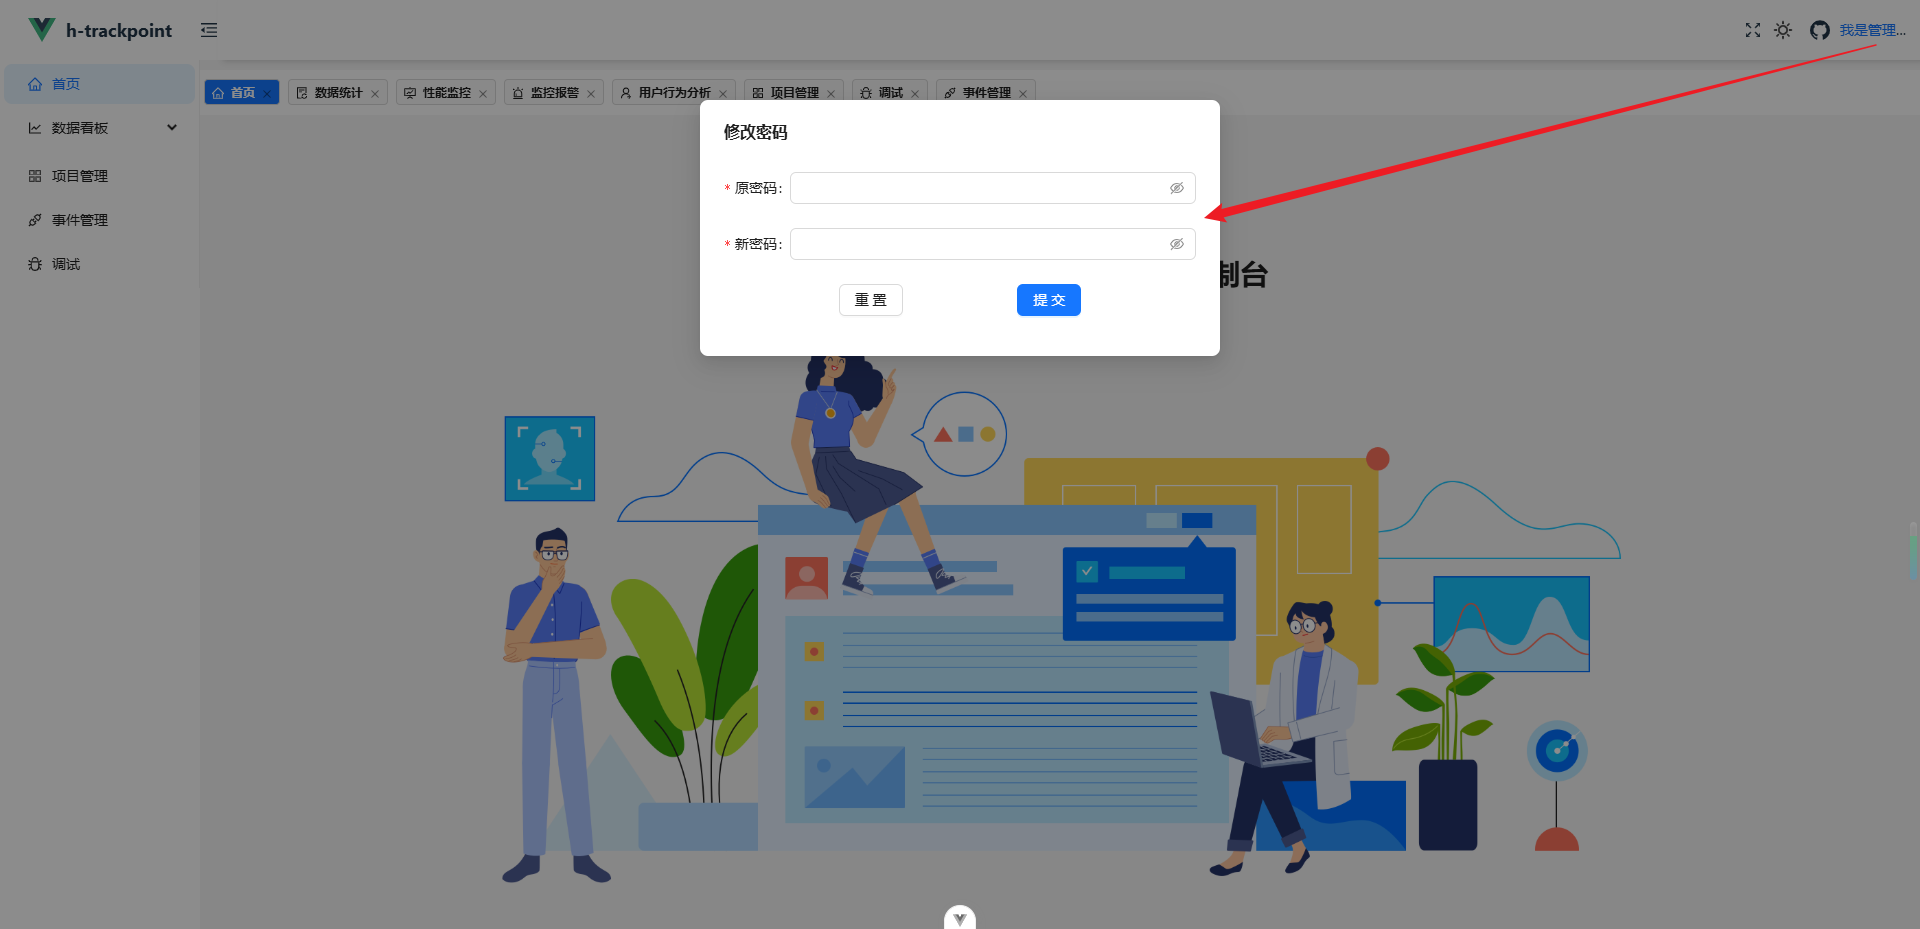 h-trackpoint
我是管理...
首页
数据看板
项目管理
事件管理
调试
首页
数据统计
性能监控
监控报警
用户行为分析
项目管理
调试
事件管理
修改密码
* 原密码:
* 新密码:
重 置
提 交
制台